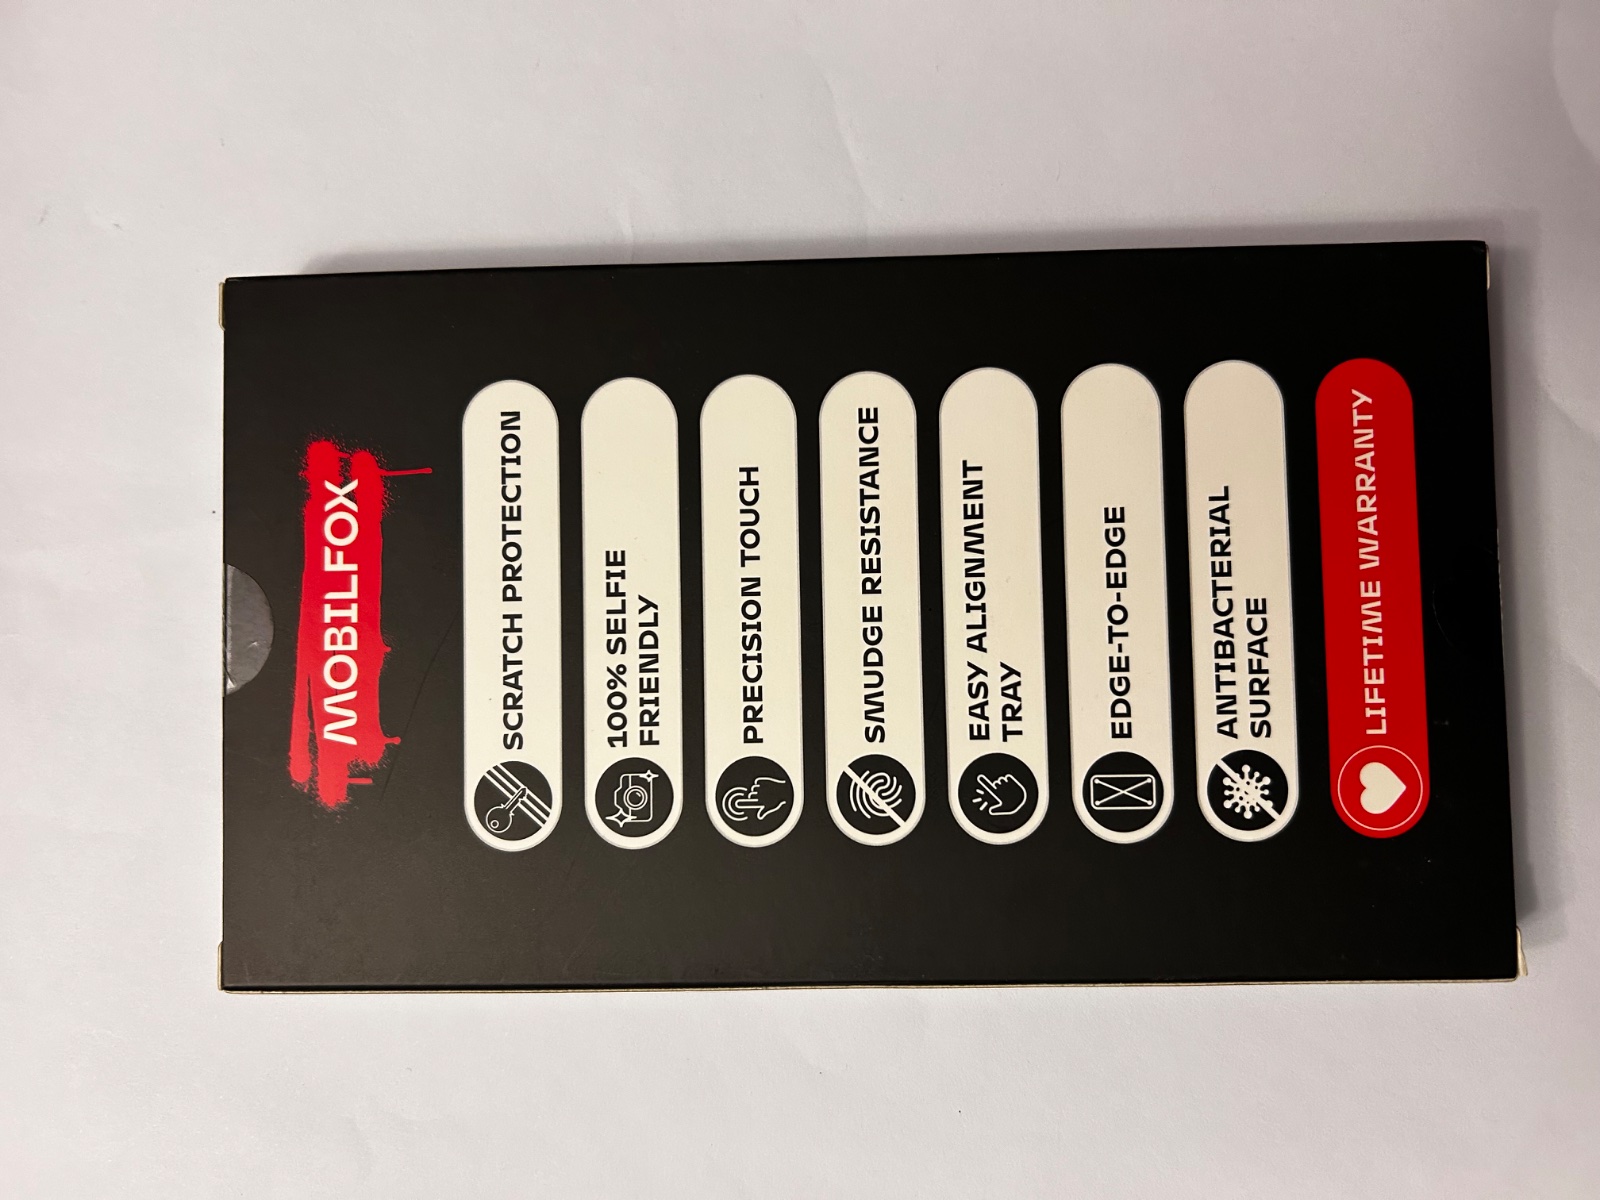 MOBILFOX
SCRATCH PROTECTION
100% SELFIE
FRIENDLY
PRECISION TOUCH
SMUDGE RESISTANCE
EASY ALIGNMENT
TRAY
EDGE-TO-EDGE
ANTIBACTERIAL
SURFACE
LIFETIME WARRANTY